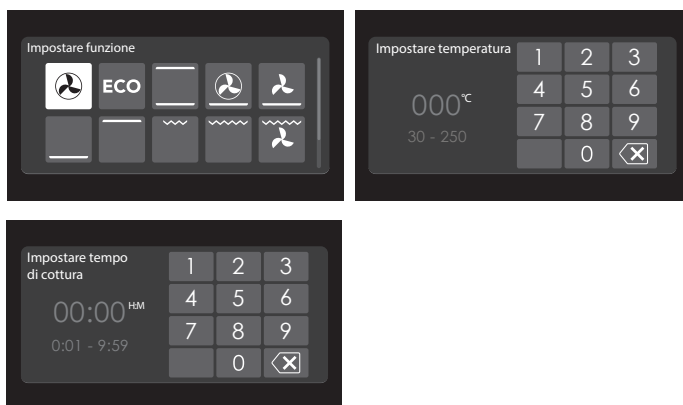 Impostare funzione
ECO
Impostare temperatura
1 2 3
000°C
4 5 6
30 - 250
7 8 9
0
Impostare tempo
di cottura
1 2 3
00:00 H:M
4 5 6
0:01 - 9:59
7 8 9
0